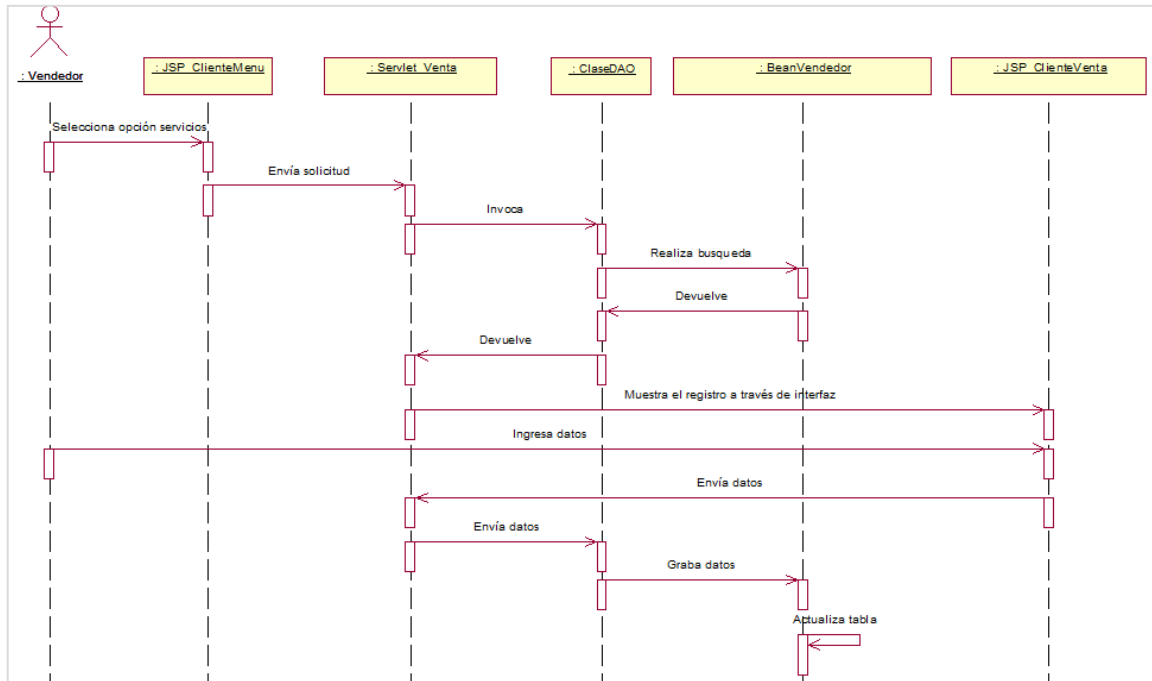 : Vendedor
: JSP_ClienteMenu
: Servlet_Venta
: ClaseDAO
: BeanVendedor
: JSP_ClienteVenta
Selecciona opción servicios
Envía solicitud
Invoca
Realiza busqueda
Devuelve
Devuelve
Muestra el registro a través de interfaz
Ingresa datos
Envía datos
Envía datos
Graba datos
Actualiza tabla